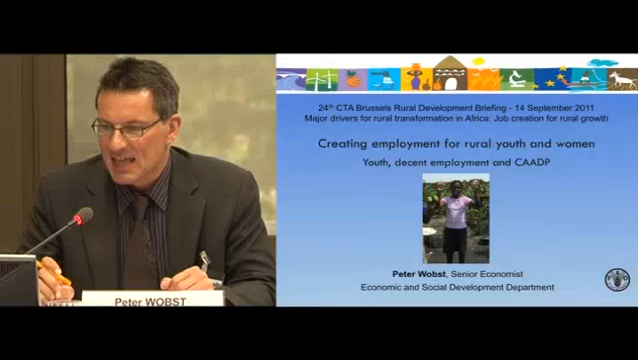 24th CTA Brussels Rural Development Briefing - 14 September 2011
Major drivers for rural transformation in Africa: Job creation for rural growth
Creating employment for rural youth and women
Youth, decent employment and CAADP
Peter Wobst, Senior Economist
Economic and Social Development Department
Peter WOBST